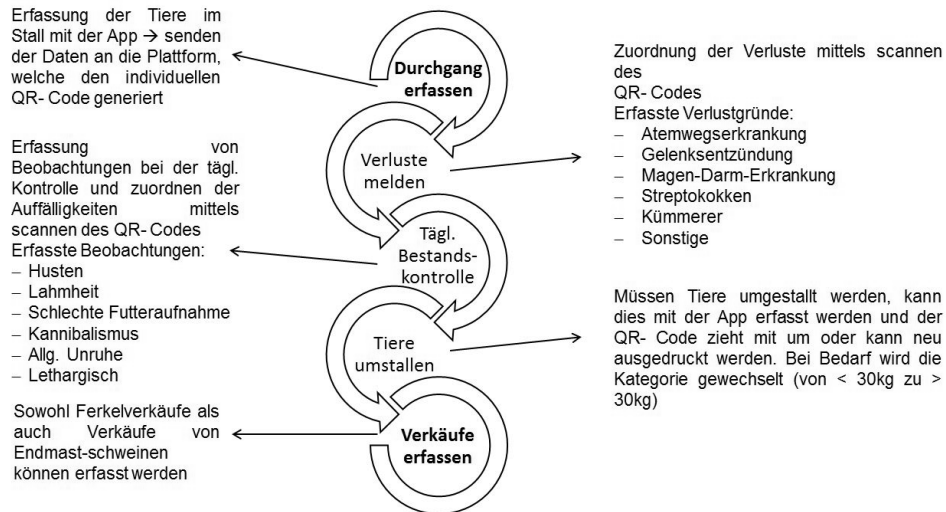 Erfassung der Tiere im
Stall mit der App → senden
der Daten an die Plattform,
welche den individuellen
QR- Code generiert
Durchgang
erfassen
Zuordnung der Verluste mittels scannen
des
QR- Codes
Erfasste Verlustgründe:
– Atemwegserkrankung
– Gelenksentzündung
– Magen-Darm-Erkrankung
– Streptokokken
– Kümmerer
– Sonstige
Verluste
melden
Erfassung von
Beobachtungen bei der tägl.
Kontrolle und zuordnen der
Auffälligkeiten mittels
scannen des QR- Codes
Erfasste Beobachtungen:
– Husten
– Lahmheit
– Schlechte Futteraufnahme
– Kannibalismus
– Allg. Unruhe
– Lethargisch
Tägl.
Bestands-
kontrolle
Müssen Tiere umgestallt werden, kann
dies mit der App erfasst werden und der
QR- Code zieht mit um oder kann neu
ausgedruckt werden. Bei Bedarf wird die
Kategorie gewechselt (von < 30kg zu >
30kg)
Tiere
umstallen
Sowohl Ferkelverkäufe als
auch Verkäufe von
Endmast-schweinen
können erfasst werden
Verkäufe
erfassen